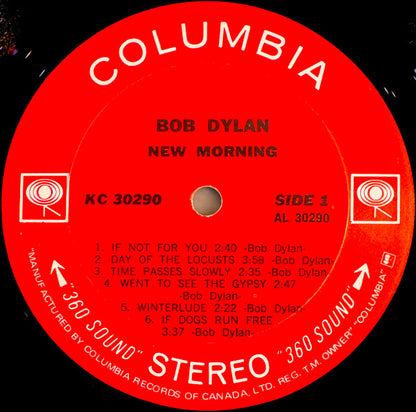 COLUMBIA
BOB DYLAN
NEW MORNING
KC 30290
SIDE 1
AL 30290
1. IF NOT FOR YOU 2:40 -Bob Dylan-
2. DAY OF THE LOCUSTS 3:58 -Bob Dylan-
3. TIME PASSES SLOWLY 2:35 -Bob Dylan-
4. WENT TO SEE THE GYPSY 2:47
-Bob Dylan-
5. WINTERLUDE 2:22 -Bob Dylan-
6. IF DOGS RUN FREE
3:37 -Bob Dylan-
"360 SOUND" STEREO "360 SOUND"
"MANUFACTURED BY COLUMBIA RECORDS OF CANADA, LTD. REG. T.M. OWNER" "COLUMBIA"